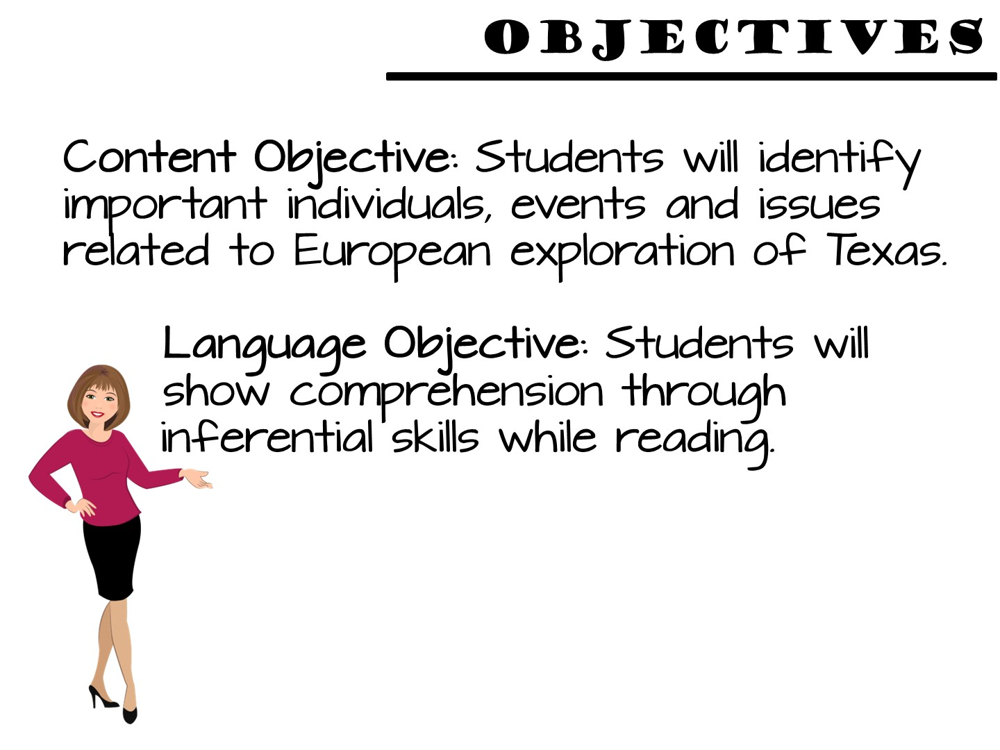 OBJECTIVES
Content Objective: Students will identify
important individuals, events and issues
related to European exploration of Texas.
Language Objective: Students will
show comprehension through
inferential skills while reading.